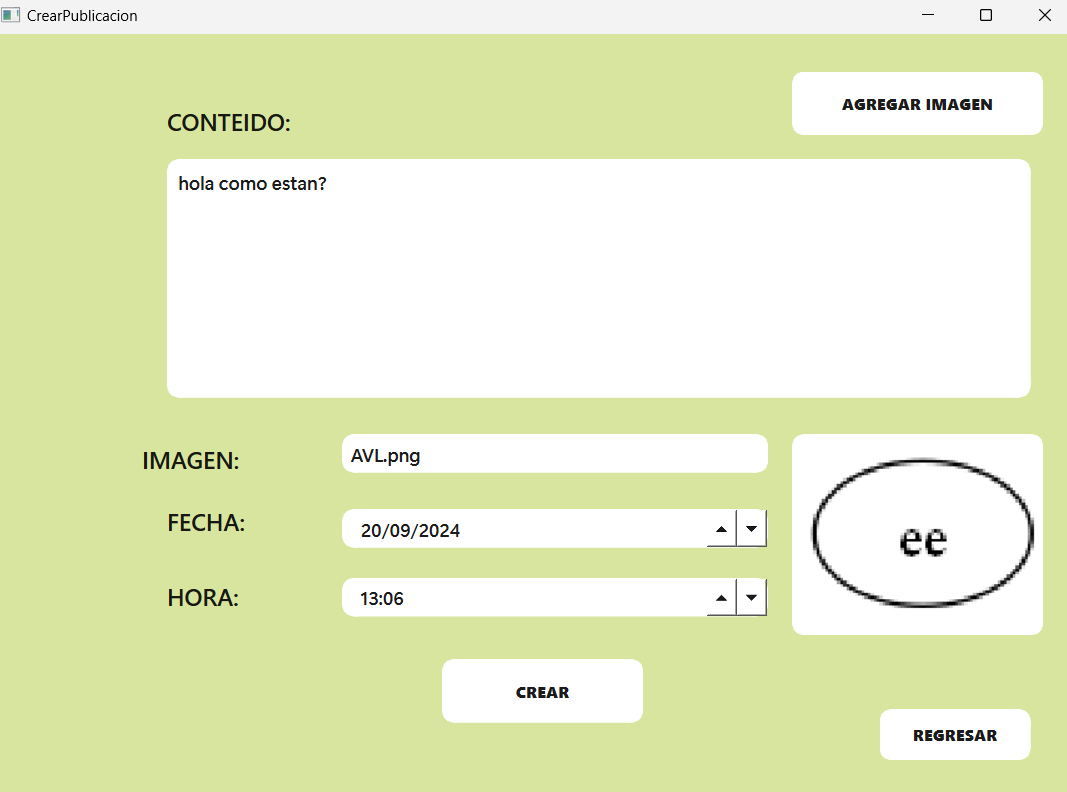 CrearPublicacion
AGREGAR IMAGEN
CONTEIDO:
hola como estan?
IMAGEN:
AVL.png
FECHA:
20/09/2024
HORA:
13:06
ee
CREAR
REGRESAR